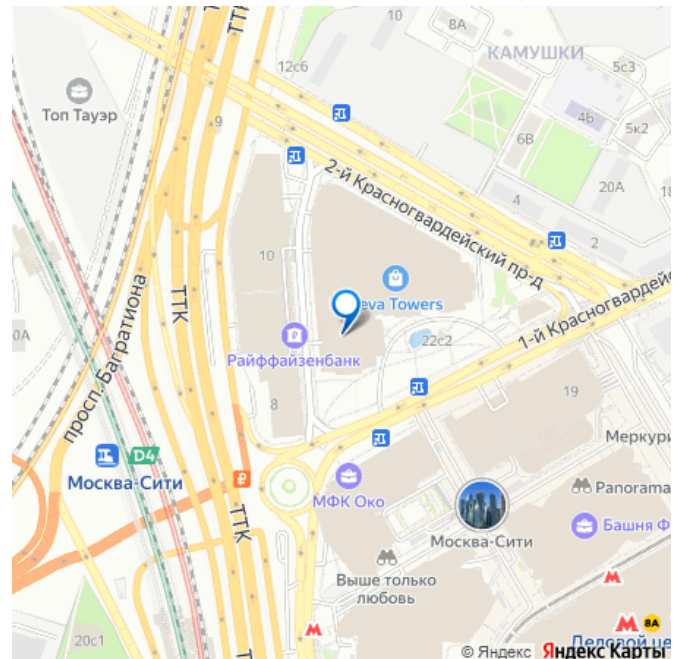 10
8А
КАМУШКИ
12с6
5с3
Топ Тауэр
9
4Б
6В
5к2
20А
4
2
2-й Красногвардейский пр-д
10
eva Towers
22с2
1-й Красногвардейс
ТТК
просп. Багратиона
Райффайзенбанк
8
19
D4
Москва-Сити
МФК Око
Меркури
Panorama
Москва-Сити
Башня Ф
Выше только
любовь
ТТК
20с1
8А
Деловой це
© Яндекс Яндекс Карты